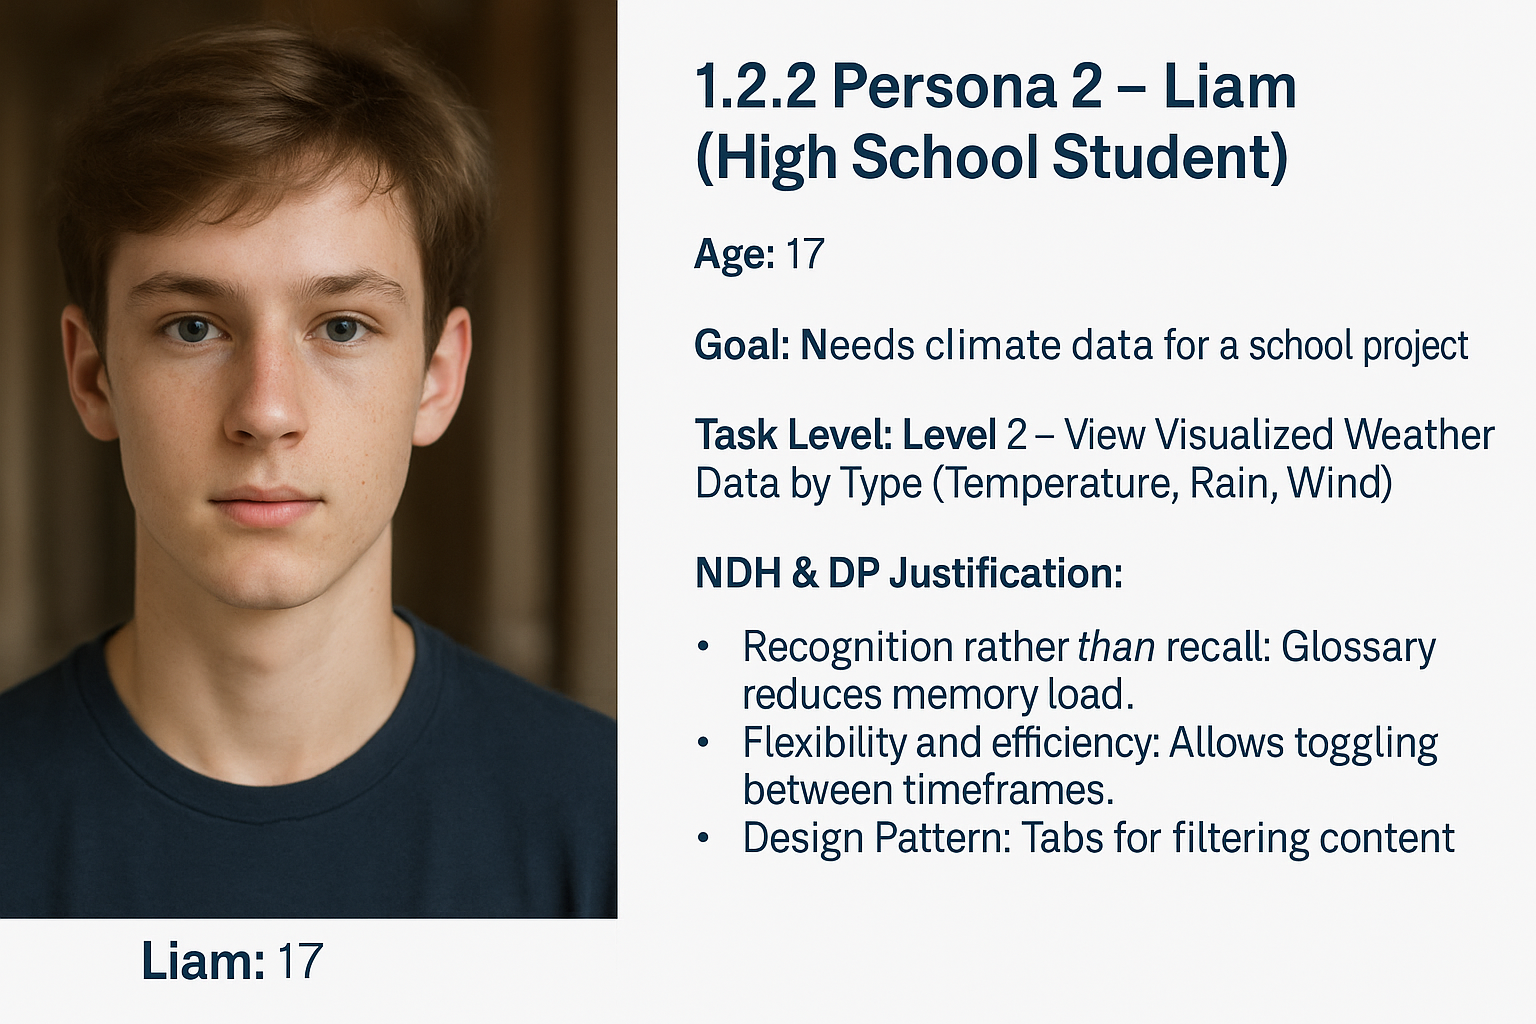 1.2.2 Persona 2 – Liam
(High School Student)
Age: 17
Goal: Needs climate data for a school project
Task Level: Level 2 – View Visualized Weather
Data by Type (Temperature, Rain, Wind)
NDH & DP Justification:
• Recognition rather than recall: Glossary
reduces memory load.
• Flexibility and efficiency: Allows toggling
between timeframes.
• Design Pattern: Tabs for filtering content
Liam: 17